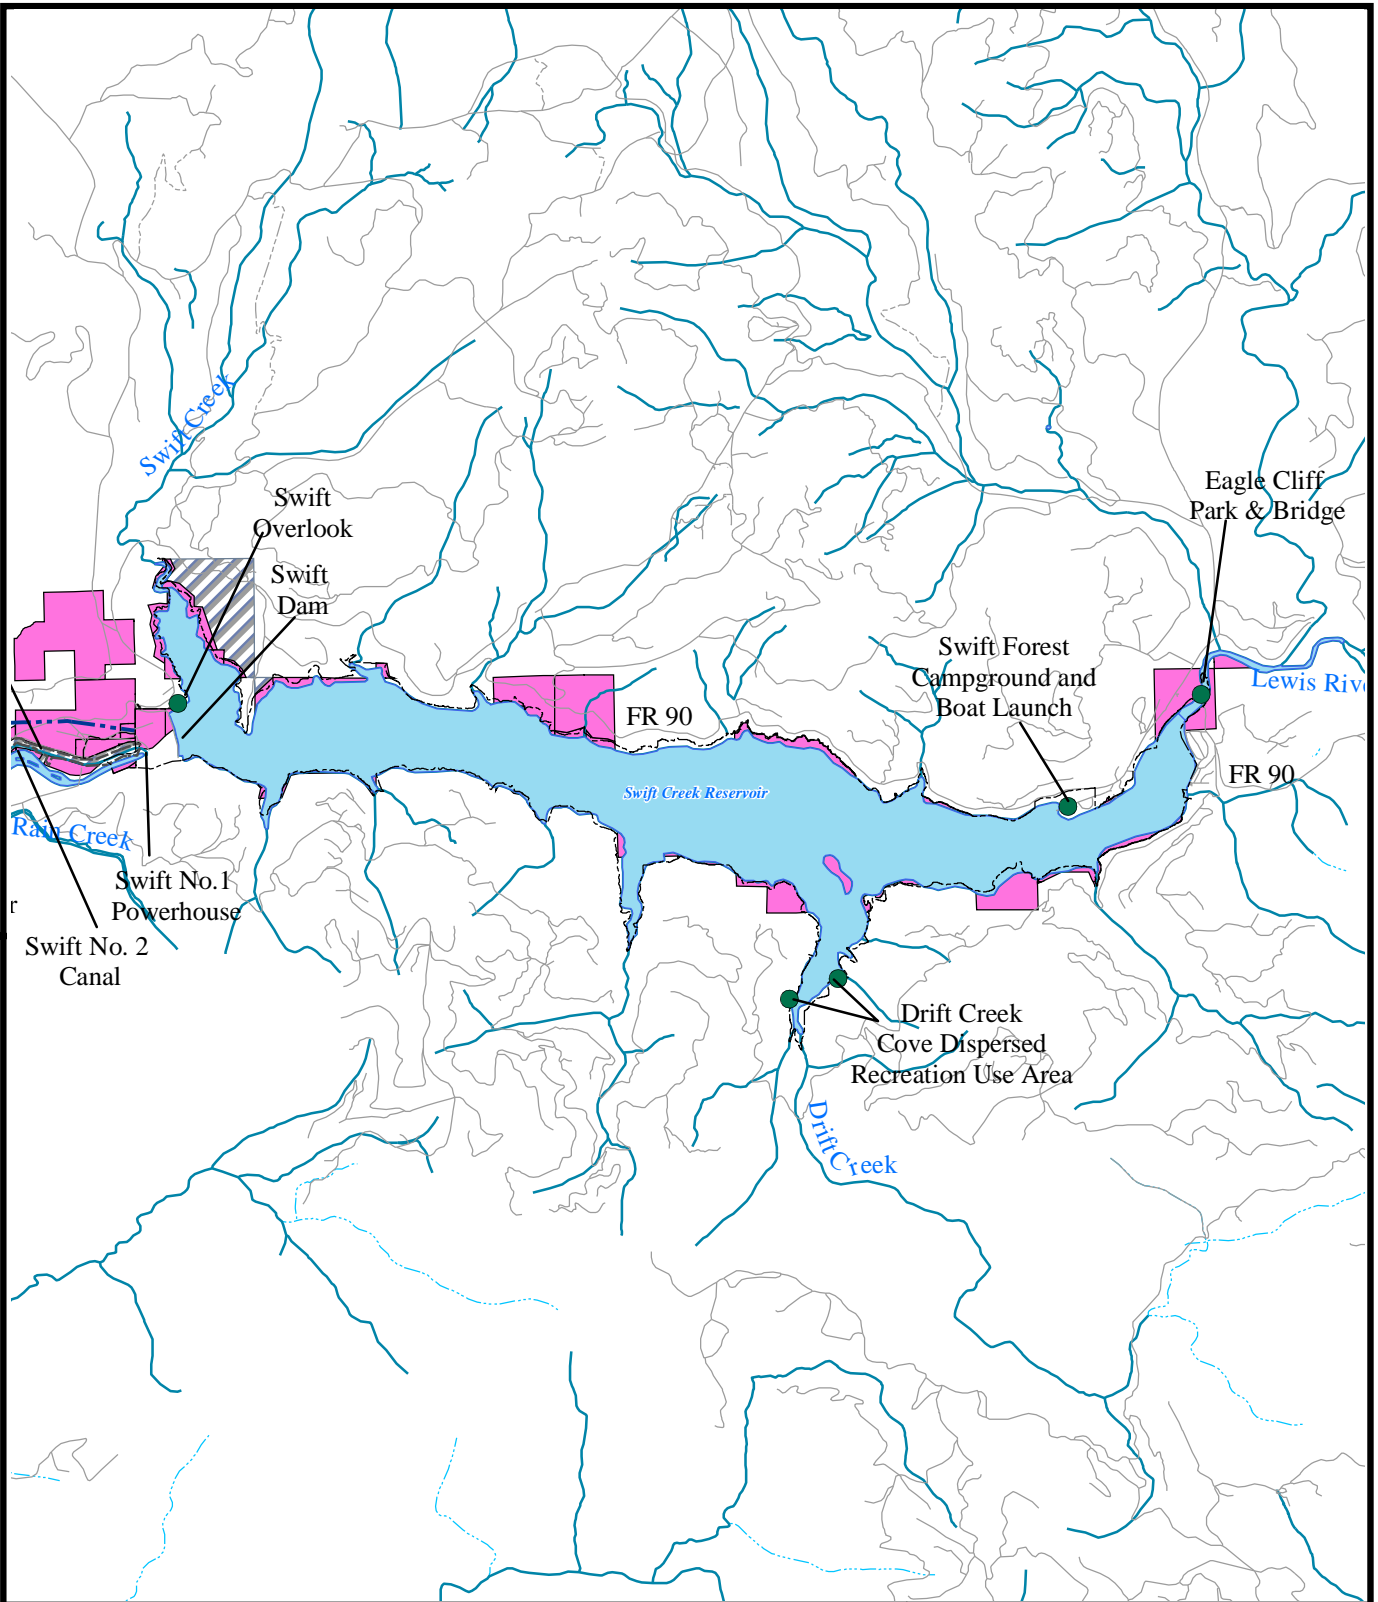 Swift Creek
Swift
Overlook
Swift
Dam
Eagle Cliff
Park & Bridge
Swift Forest
Campground and
Boat Launch
Lewis Rive
FR 90
FR 90
Swift Creek Reservoir
Rain Creek
Swift No.1
Powerhouse
r
Swift No. 2
Canal
Drift Creek
Cove Dispersed
Recreation Use Area
Drift Creek